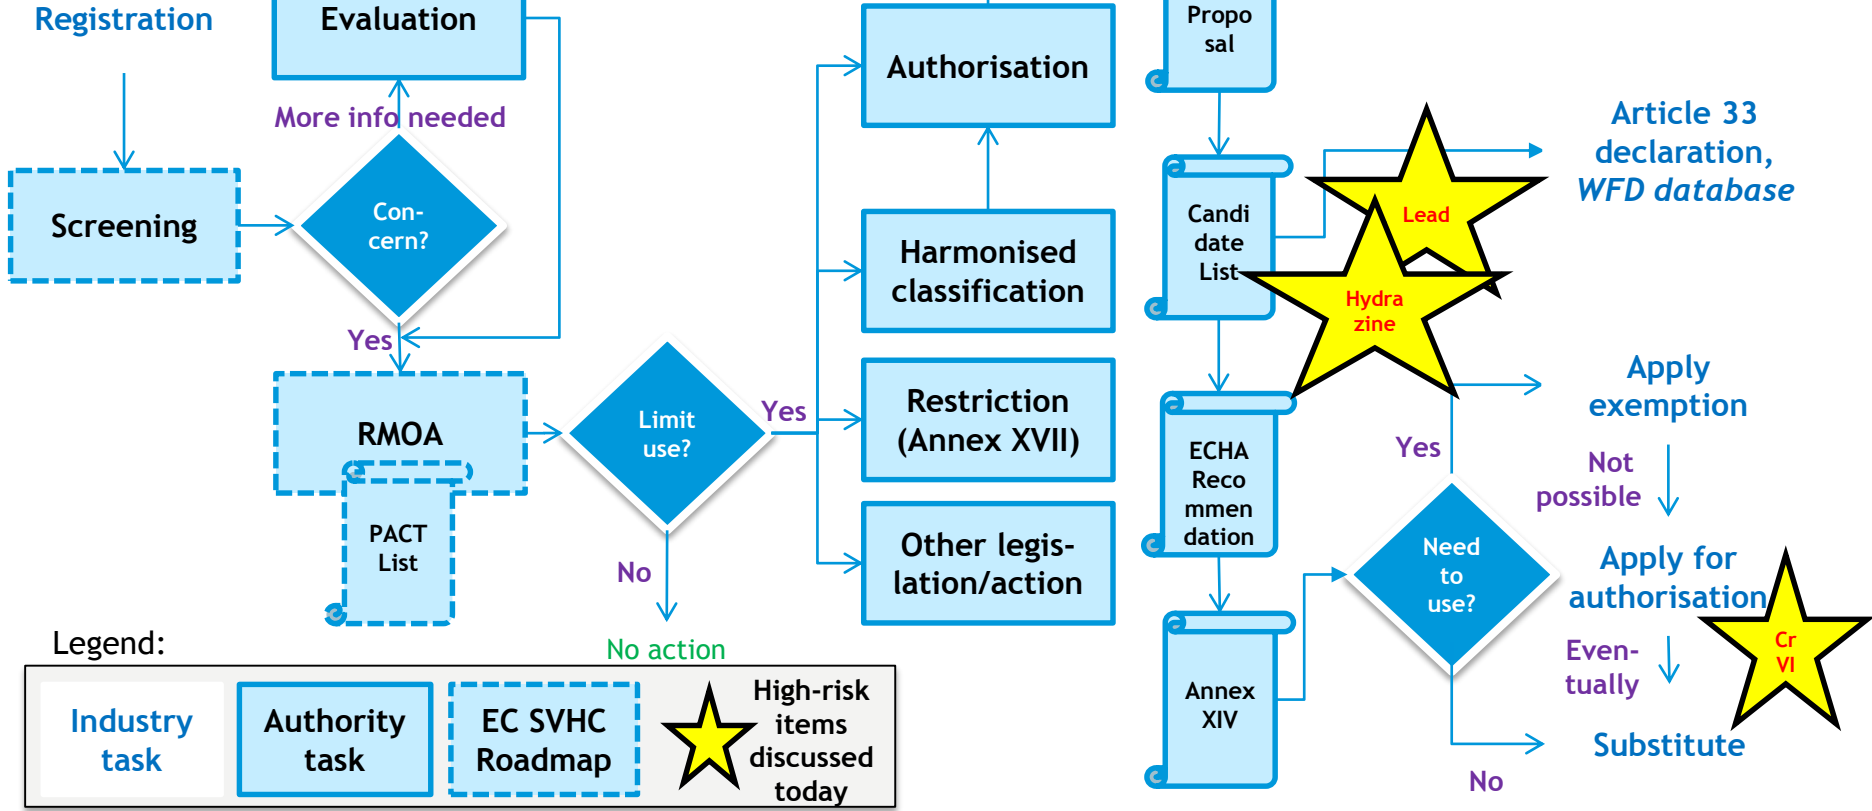 Registration
Evaluation
More info needed
Screening
Con-
cern?
Yes
RMOA
PACT
List
Limit
use?
Yes
No
No action
Authorisation
Harmonised
classification
Restriction
(Annex XVII)
Other legis-
lation/action
Propo
sal
Candi
date
List
ECHA
Reco
mmen
dation
Annex
XIV
Lead
Hydra
zine
Article 33
declaration,
WFD database
Apply
exemption
Yes
Not
possible
Need
to
use?
Apply for
authorisation
Cr
VI
Even-
tually
Substitute
No
Legend:
Industry
task
Authority
task
EC SVHC
Roadmap
High-risk
items
discussed
today